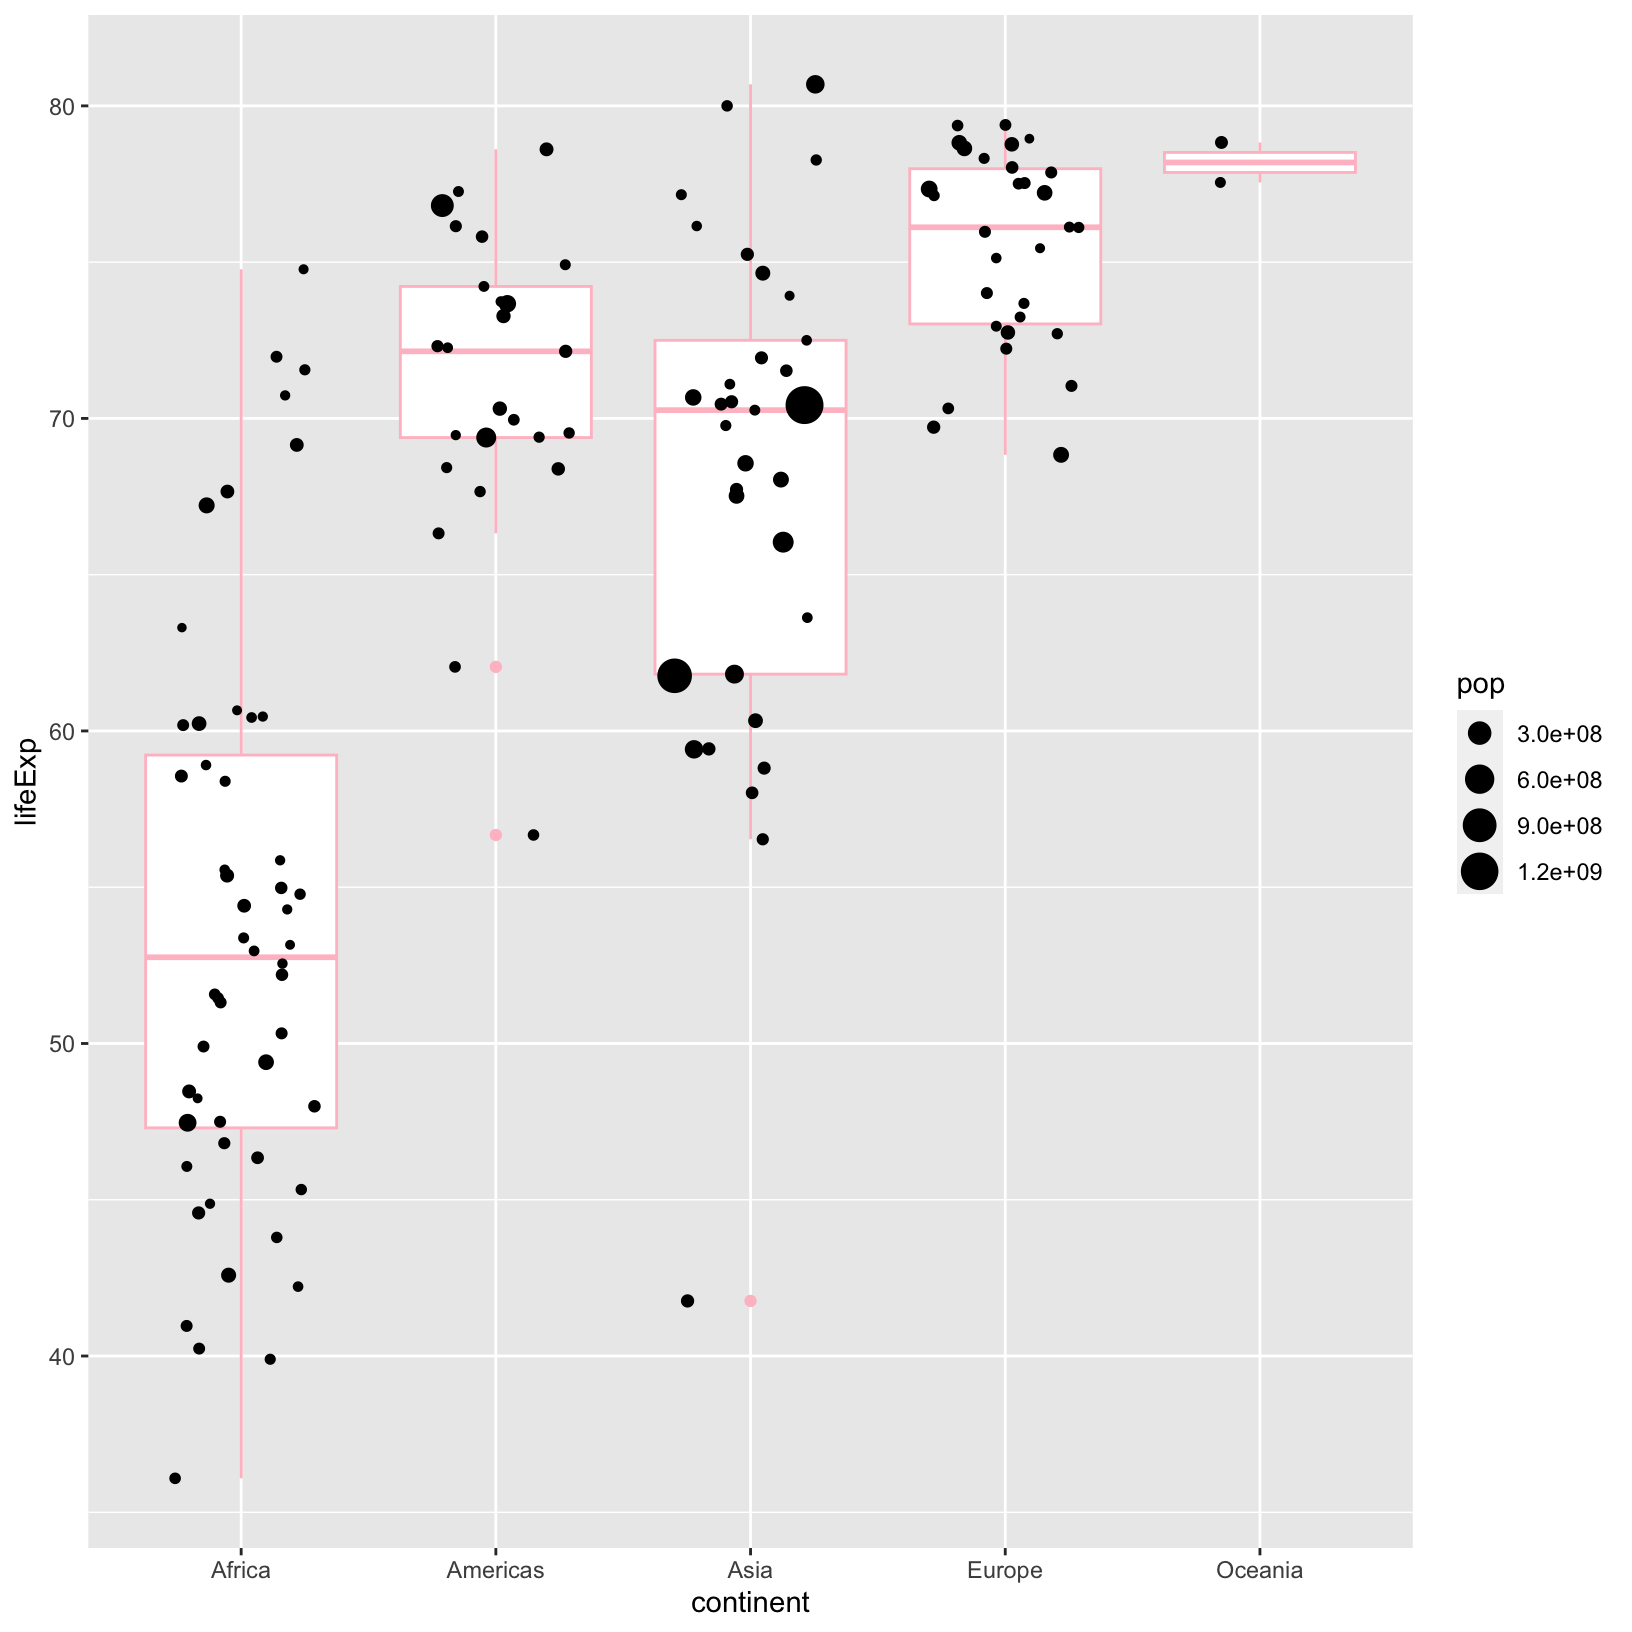 80
70
60
50
40
lifeExp
Africa
Americas
Asia
Europe
Oceania
continent
pop
3.0e+08
6.0e+08
9.0e+08
1.2e+09